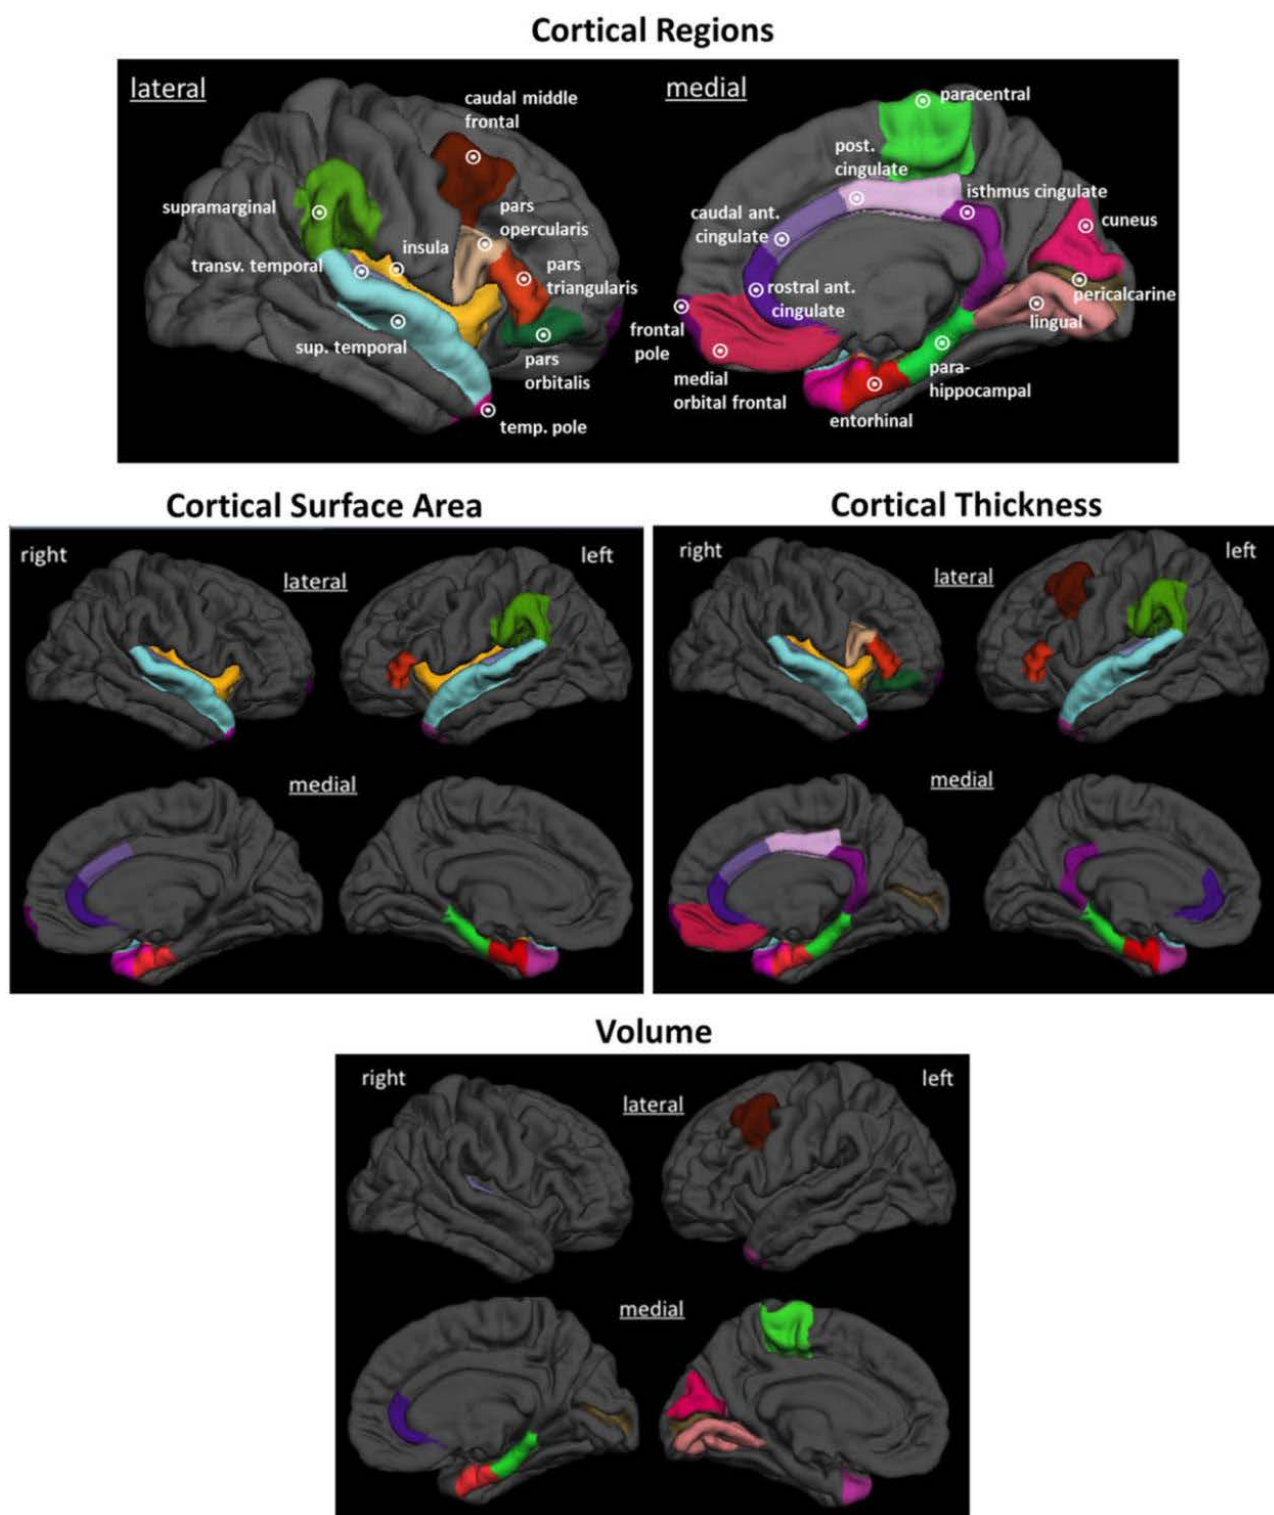 Cortical Regions
lateral
medial
caudal middle
frontal
paracentral
post.
cingulate
supramarginal
pars
opercularis
isthmus cingulate
insula
caudal ant.
cingulate
cuneus
transv. temporal
pars
triangularis
rostral ant.
cingulate
pericalcarine
lingual
sup. temporal
frontal
pole
pars
orbitalis
medial
orbital frontal
para-
hippocampal
temp. pole
entorhinal
Cortical Surface Area
right
left
lateral
medial
Cortical Thickness
right
left
lateral
medial
Volume
right
left
lateral
medial